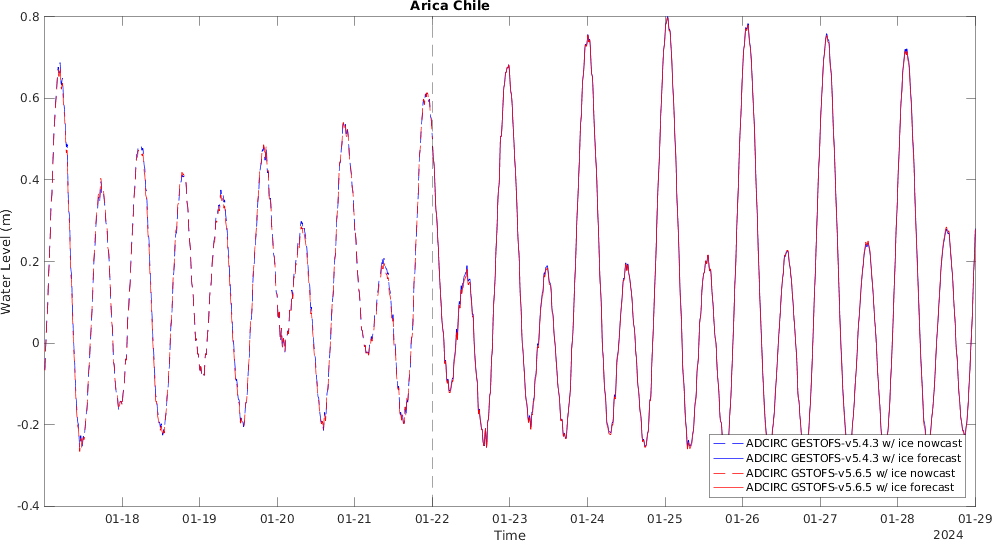 Arica Chile
0.8
0.6
0.4
0.2
0
-0.2
-0.4
Water Level (m)
ADCIRC GESTOFS-v5.4.3 w/ ice nowcast
ADCIRC GESTOFS-v5.4.3 w/ ice forecast
ADCIRC GSTOFS-v5.6.5 w/ ice nowcast
ADCIRC GSTOFS-v5.6.5 w/ ice forecast
01-18 01-19 01-20 01-21 01-22 01-23 01-24 01-25 01-26 01-27 01-28 01-29
Time
2024